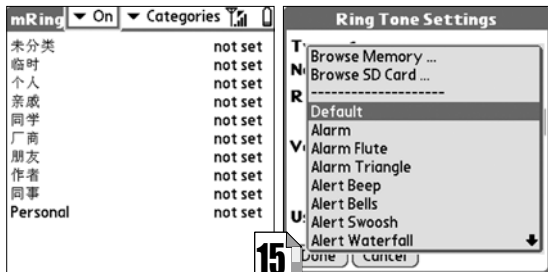 mRing On Categories
未分类 not set
临时 not set
个人 not set
亲戚 not set
同学 not set
厂商 not set
朋友 not set
作者 not set
同事 not set
Personal not set
Ring Tone Settings
Browse Memory ...
Browse SD Card ...
--------------------
Default
Alarm
Alarm Flute
Alarm Triangle
Alert Beep
Alert Bells
Alert Swoosh
Alert Waterfall
Done Cancel
15